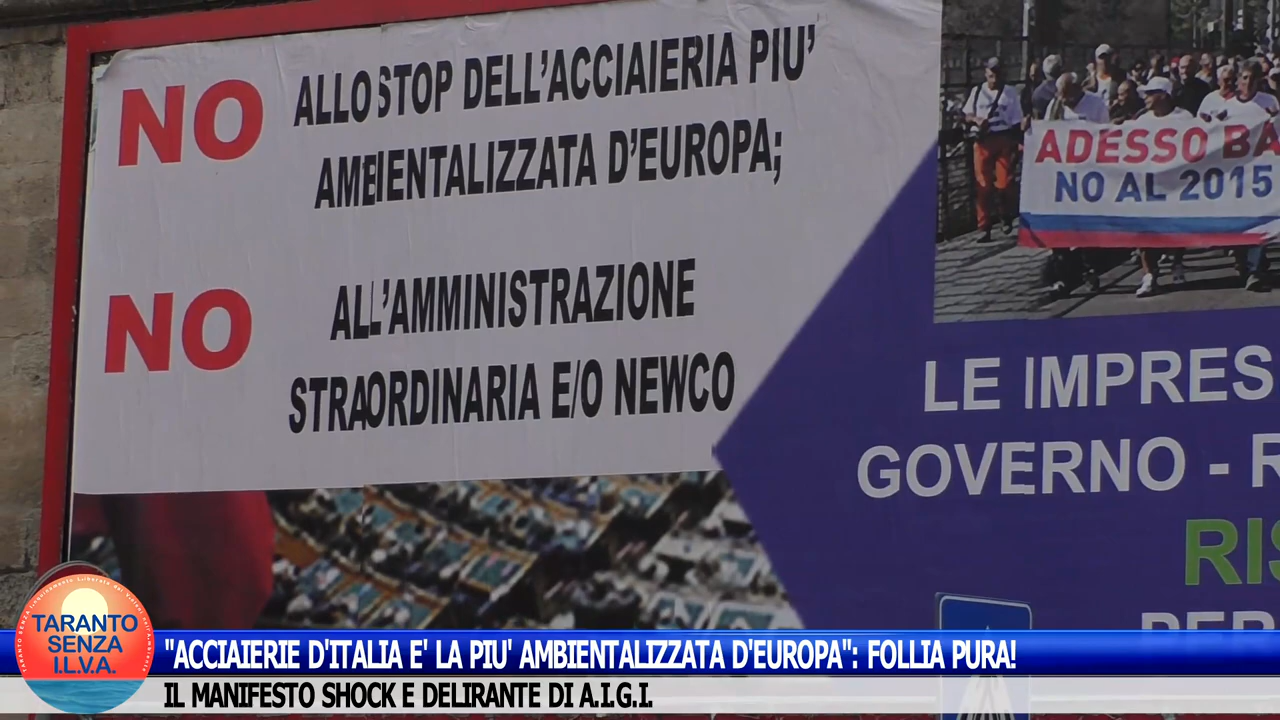 NO ALLO STOP DELL'ACCIAIERIA PIU'
AMBIENTALIZZATA D'EUROPA;
NO ALL'AMMINISTRAZIONE
STRAORDINARIA E/O NEWCO
ADESSO BA
NO AL 2015
LE IMPRES
GOVERNO - R
RIS
PER
TARANTO
SENZA
I.L.V.A.
"ACCIAIERIE D'ITALIA E' LA PIU' AMBIENTALIZZATA D'EUROPA": FOLLIA PURA!
IL MANIFESTO SHOCK E DELIRANTE DI A.I.G.I.